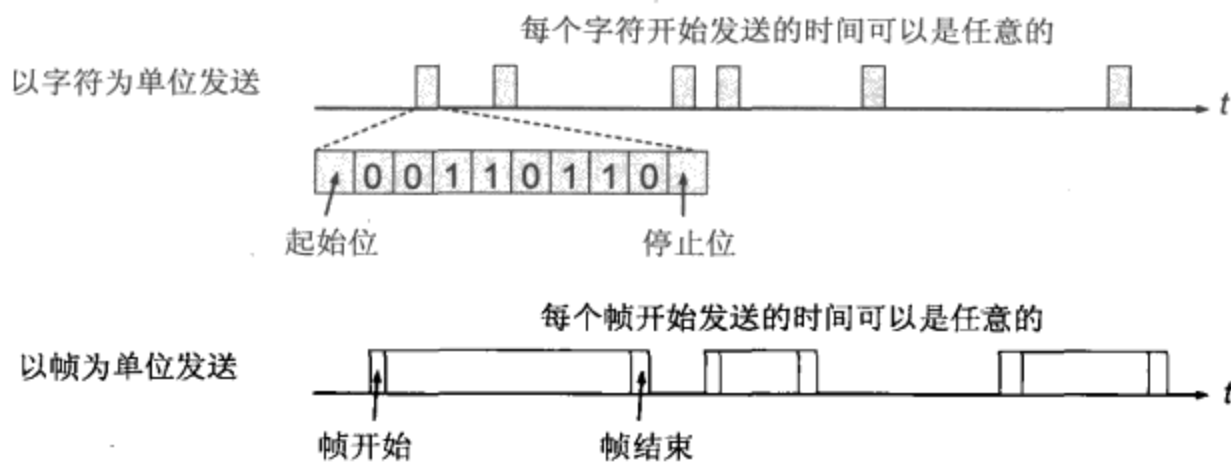 每个字符开始发送的时间可以是任意的
以字符为单位发送
t
0 0 1 1 0 1 1 0
起始位
停止位
每个帧开始发送的时间可以是任意的
以帧为单位发送
t
帧开始
帧结束